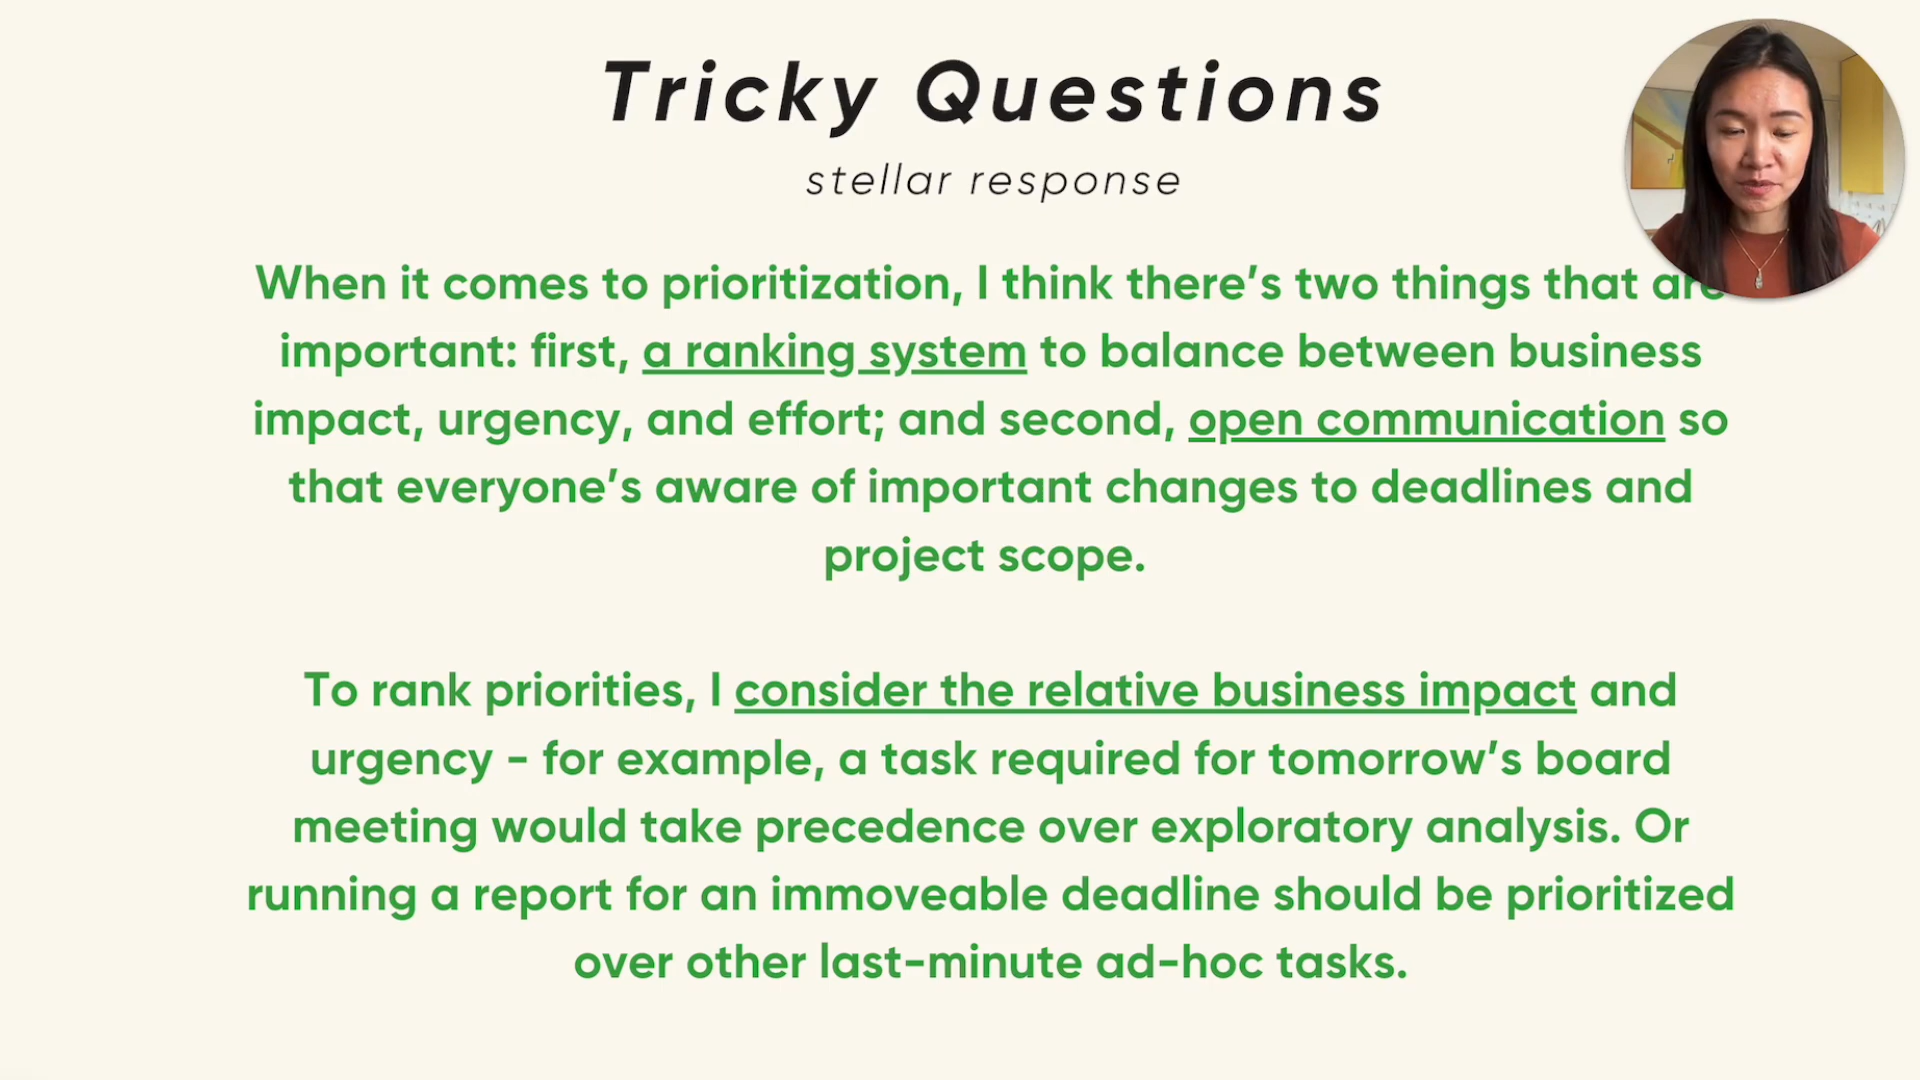 Tricky Questions
stellar response
When it comes to prioritization, I think there’s two things that are
important: first, a ranking system to balance between business
impact, urgency, and effort; and second, open communication so
that everyone’s aware of important changes to deadlines and
project scope.
To rank priorities, I consider the relative business impact and
urgency - for example, a task required for tomorrow’s board
meeting would take precedence over exploratory analysis. Or
running a report for an immoveable deadline should be prioritized
over other last-minute ad-hoc tasks.